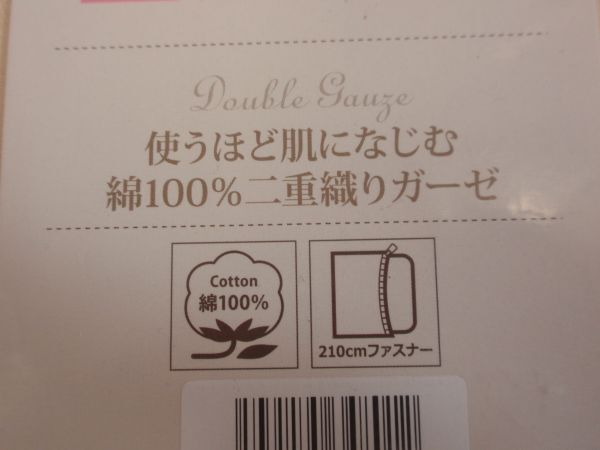 Double Gauze
使うほど肌になじむ
綿100%二重織りガーゼ
Cotton
綿100%
210cmファスナー